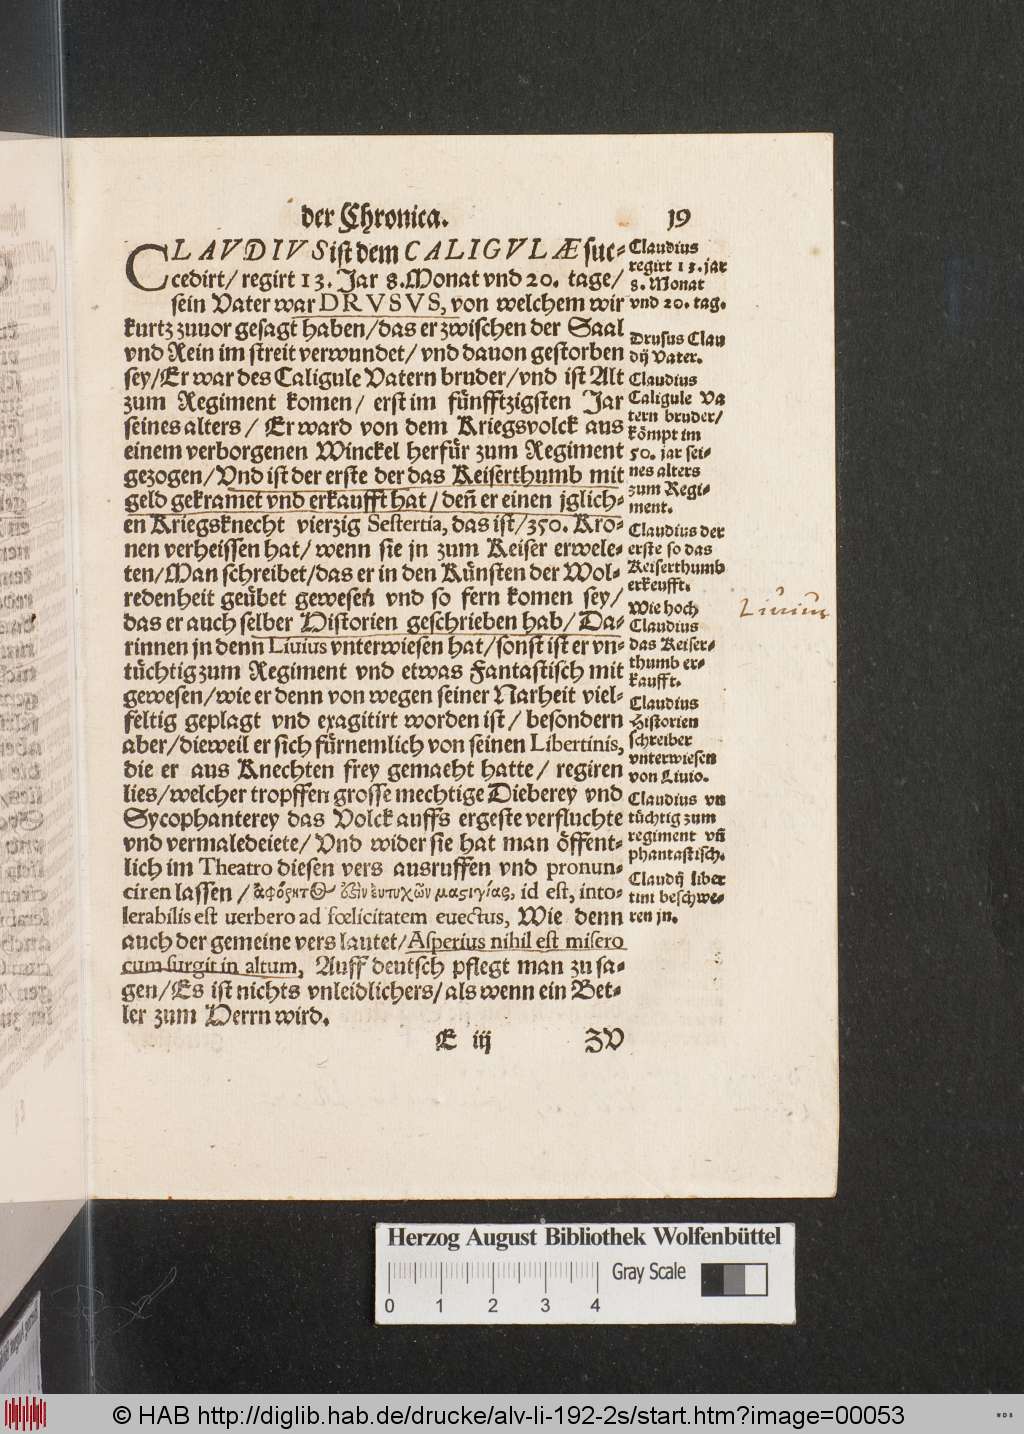 der Chronica. 19
CLAVDIVS ist dem CALIGVLÆ suc-
cedirt/ regirt 13. Jar 8. Monat vnd 20. tage/
sein Vater war DRVSVS, von welchem wir
kurtz zuuor gesagt haben/das er zwischen der Saal
vnd Rein im streit verwundet/ vnd dauon gestorben
sey/Er war des Caligule Vatern bruder/vnd ist Alt
zum Regiment komen/ erst im fünfftzigsten Jar
seines alters/ Er ward von dem Kriegsvolck aus
einem verborgenen Winckel herfür zum Regiment
gezogen/Vnd ist der erste der das Keiserthumb mit
geld gekramet vnd erkaufft hat/deñ er einen jglich-
en Kriegsknecht vierzig Sestertia, das ist/350. Kro-
nen verheissen hat/ wenn sie jn zum Keiser erwele-
ten/Man schreibet/das er in den Künsten der Wol-
redenheit geübet gewesen vnd so fern komen sey/
das er auch selber Historien geschrieben hab/Da-
rinnen jn denn Liuius vnterwiesen hat/sonst ist er vn-
tüchtig zum Regiment vnd etwas Fantastisch mit
gewesen/wie er denn von wegen seiner Narheit viel-
feltig geplagt vnd exagitirt worden ist/ besondern
aber/dieweil er sich fürnemlich von seinen Libertinis,
die er aus Knechten frey gemacht hatte/ regiren
lies/welcher tropffen grosse mechtige Dieberey vnd
Sycophanterey das Volck auffs ergeste verfluchte
vnd vermaledeiete/Vnd wider sie hat man öffent-
lich im Theatro diesen vers ausruffen vnd pronun-
ciren lassen/ ἀφόρητος ἐστὶν εὐτυχῶν μαστιγίας, id est, into-
lerabilis est uerbero ad fœlicitatem euectus, Wie denn
auch der gemeine vers lautet/Asperius nihil est misero
cum surgit in altum, Auff deutsch pflegt man zu sa-
gen/Es ist nichts vnleidlichers/als wenn ein Bet-
ler zum Herrn wird.
E iij ZV
Claudius
regirt 13. jar
8. Monat
vnd 20. tag.
Drusus Clau
dij Vater.
Claudius
Caligule Va
tern bruder/
kömpt im
50. jar sei-
nes alters
zum Regi-
ment.
Claudius der
erste so das
Keiserthumb
erkeufft.
Wie hoch
Claudius
das Keiser-
thumb er-
kaufft.
Claudius
Historien
schreiber
vnterwiesen
von Liuio.
Claudius vn
tüchtig zum
regiment vñ
phantastisch.
Claudij liber
tini beschwe-
ren jn.
Liuius
Herzog August Bibliothek Wolfenbüttel
Gray Scale
0 1 2 3 4
© HAB http://diglib.hab.de/drucke/alv-li-192-2s/start.htm?image=00053